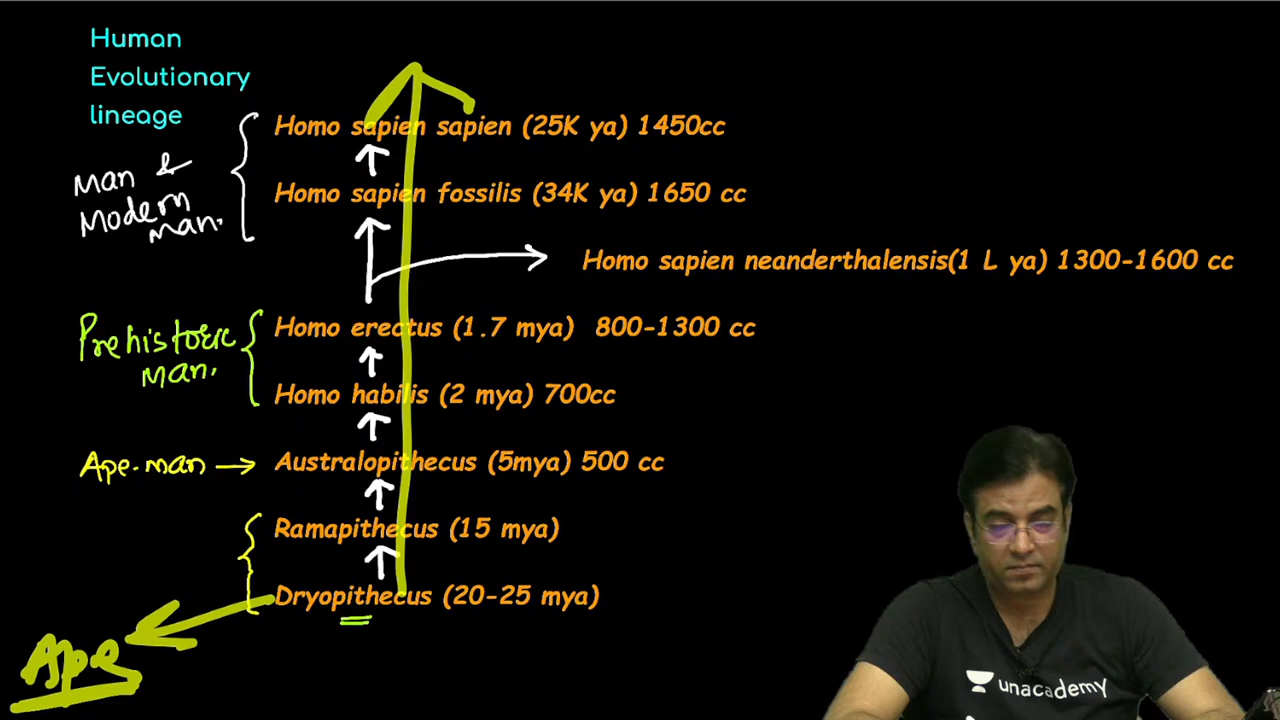 Human
Evolutionary
lineage
Homo sapien sapien (25K ya) 1450cc
Man &
Modern
man.
Homo sapien fossilis (34K ya) 1650 cc
Homo sapien neanderthalensis(1 L ya) 1300-1600 cc
Prehistoric
man.
Homo erectus (1.7 mya) 800-1300 cc
Homo habilis (2 mya) 700cc
Ape-man
Australopithecus (5mya) 500 cc
Ramapithecus (15 mya)
Dryopithecus (20-25 mya)
Ape
unacademy